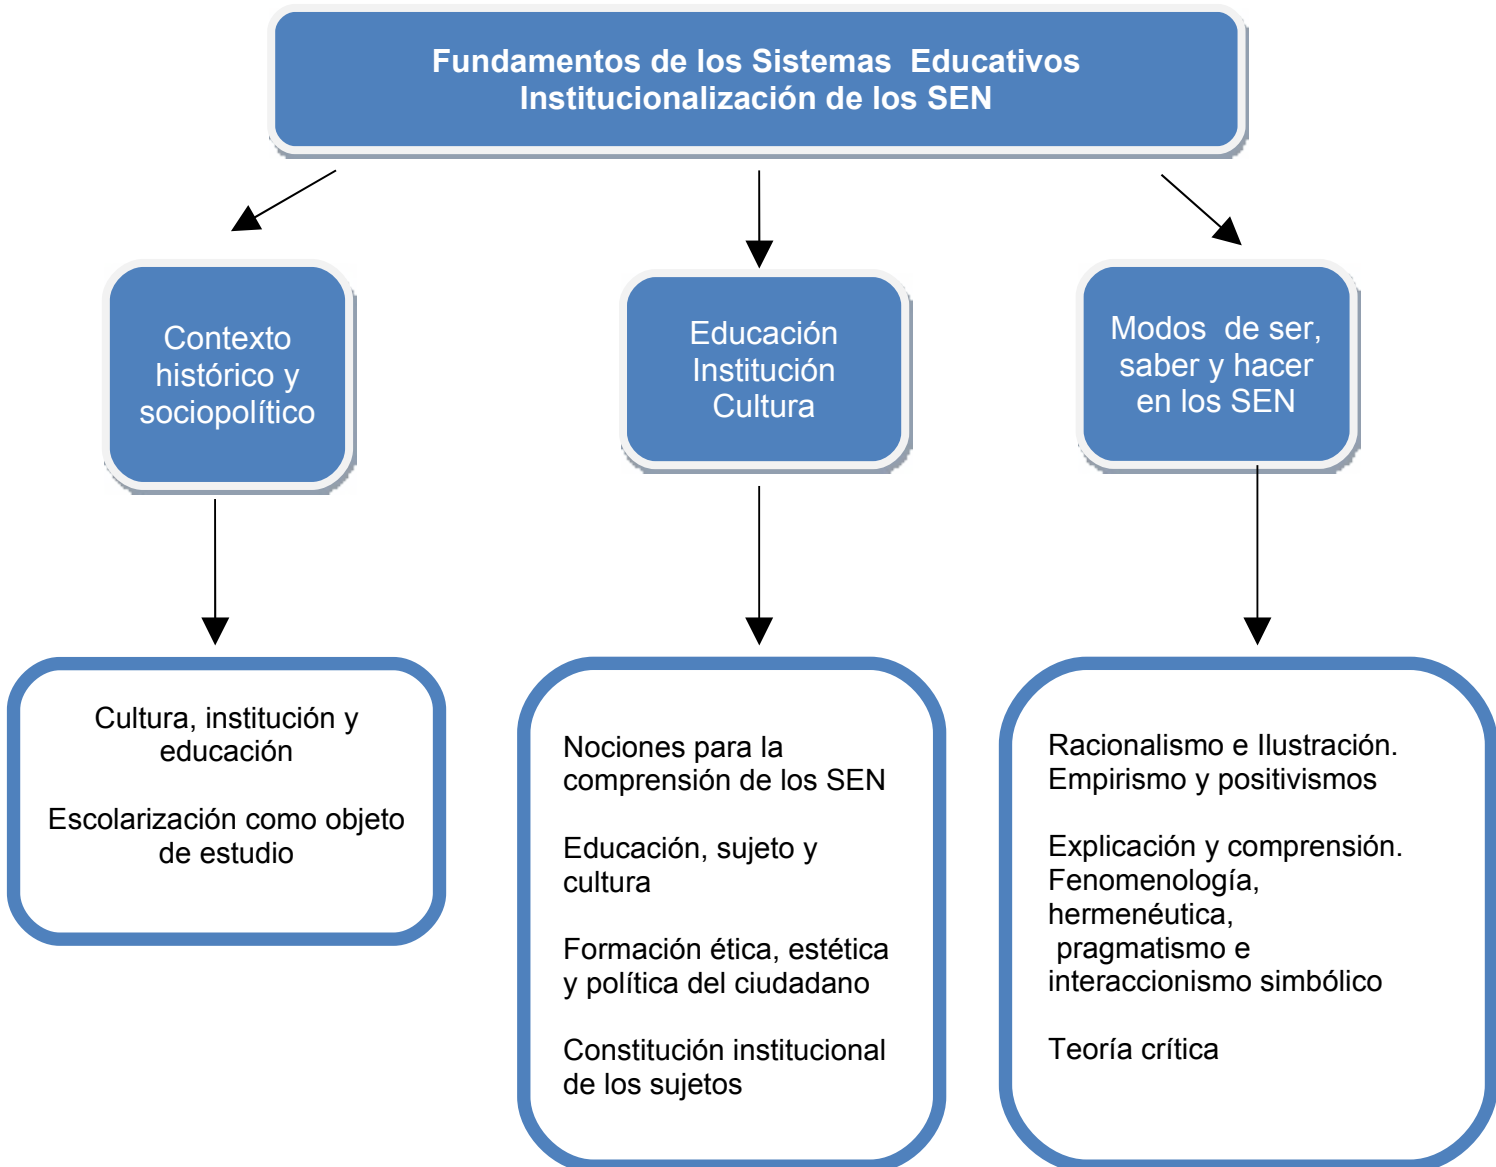 Fundamentos de los Sistemas Educativos
Institucionalización de los SEN
Contexto
histórico y
sociopolítico
Educación
Institución
Cultura
Modos de ser,
saber y hacer
en los SEN
Cultura, institución y
educación
Escolarización como objeto
de estudio
Nociones para la
comprensión de los SEN
Educación, sujeto y
cultura
Formación ética, estética
y política del ciudadano
Constitución institucional
de los sujetos
Racionalismo e Ilustración.
Empirismo y positivismos
Explicación y comprensión.
Fenomenología,
hermenéutica,
pragmatismo e
interaccionismo simbólico
Teoría crítica